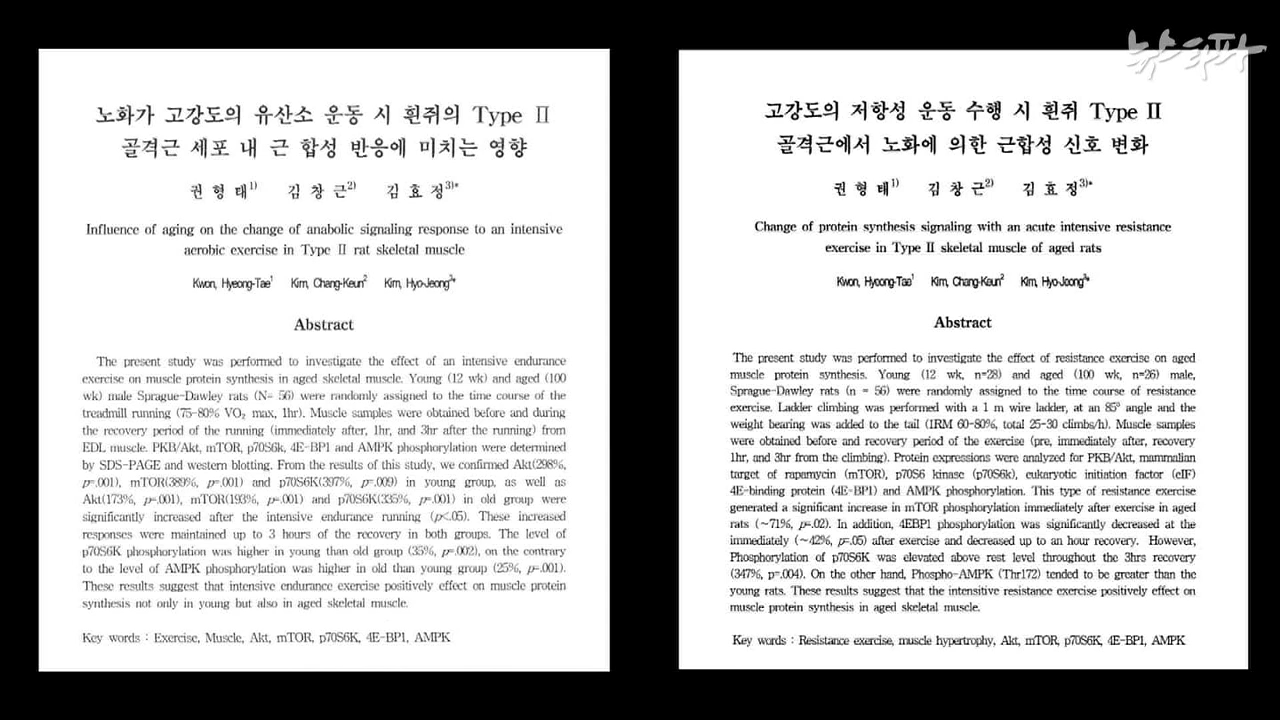 뉴스타파
노화가 고강도의 유산소 운동 시 흰쥐의 Type Ⅱ
골격근 세포 내 근 합성 반응에 미치는 영향
권 형 태1) 김 창 근2) 김 효 정3)*
Influence of aging on the change of anabolic signaling response to an intensive
aerobic exercise in Type Ⅱ rat skeletal muscle
Kwon, Hyeong-Tae1 Kim, Chang-Keun2 Kim, Hyo-Jeong3*
Abstract
The present study was performed to investigate the effect of an intensive endurance
exercise on muscle protein synthesis in aged skeletal muscle. Young (12 wk) and aged (100
wk) male Sprague-Dawley rats (N= 56) were randomly assigned to the time course of the
treadmill running (75-80% VO2 max, 1hr). Muscle samples were obtained before and during
the recovery period of the running (immediately after, 1hr, and 3hr after the running) from
EDL muscle. PKB/Akt, mTOR, p70S6k, 4E-BP1 and AMPK phosphorylation were determined
by SDS-PAGE and western blotting. From the results of this study, we confirmed Akt(298%,
p=.001), mTOR(389%, p=.001) and p70S6K(397%, p=.009) in young group, as well as
Akt(173%, p=.001), mTOR(193%, p=.001) and p70S6K(335%, p=.001) in old group were
significantly increased after the intensive endurance running (p<.05). These increased
responses were maintained up to 3 hours of the recovery in both groups. The level of
p70S6K phosphorylation was higher in young than old group (35%, p=.002), on the contrary
to the level of AMPK phosphorylation was higher in old than young group (25%, p=.001).
These results suggest that intensive endurance exercise positively effect on muscle protein
synthesis not only in young but also in aged skeletal muscle.
Key words : Exercise, Muscle, Akt, mTOR, p70S6K, 4E-BP1, AMPK
고강도의 저항성 운동 수행 시 흰쥐 Type Ⅱ
골격근에서 노화에 의한 근합성 신호 변화
권 형 태1) 김 창 근2) 김 효 정3)*
Change of protein synthesis signaling with an acute intensive resistance
exercise in Type Ⅱ skeletal muscle of aged rats
Kwon, Hyoong-Tae1 Kim, Chang-Keun2 Kim, Hyo-Joong3*
Abstract
The present study was performed to investigate the effect of resistance exercise on aged
muscle protein synthesis. Young (12 wk, n=28) and aged (100 wk, n=26) male,
Sprague-Dawley rats (n = 56) were randomly assigned to the time course of resistance
exercise. Ladder climbing was performed with a 1 m wire ladder, at an 85° angle and the
weight bearing was added to the tail (1RM 60-80%, total 25-30 climbs/h). Muscle samples
were obtained before and recovery period of the exercise (pre, immediately after, recovery
1hr, and 3hr from the climbing). Protein expressions were analyzed for PKB/Akt, mammalian
target of rapamycin (mTOR), p70S6 kinase (p70S6k), eukaryotic initiation factor (eIF)
4E-binding protein (4E-BP1) and AMPK phosphorylation. This type of resistance exercise
generated a significant increase in mTOR phosphorylation immediately after exercise in aged
rats (~71%, p=.02). In addition, 4EBP1 phosphorylation was significantly decreased at the
immediately (~42%, p=.05) after exercise and decreased up to an hour recovery. However,
Phosphorylation of p70S6K was elevated above rest level throughout the 3hrs recovery
(347%, p=.004). On the other hand, Phospho-AMPK (Thr172) tended to be greater than the
young rats. These results suggest that the intensitive resistance exercise positively effect on
muscle protein synthesis in aged skeletal muscle.
Key words : Resistance exercise, muscle hypertrophy, Akt, mTOR, p70S6K, 4E-BP1, AMPK